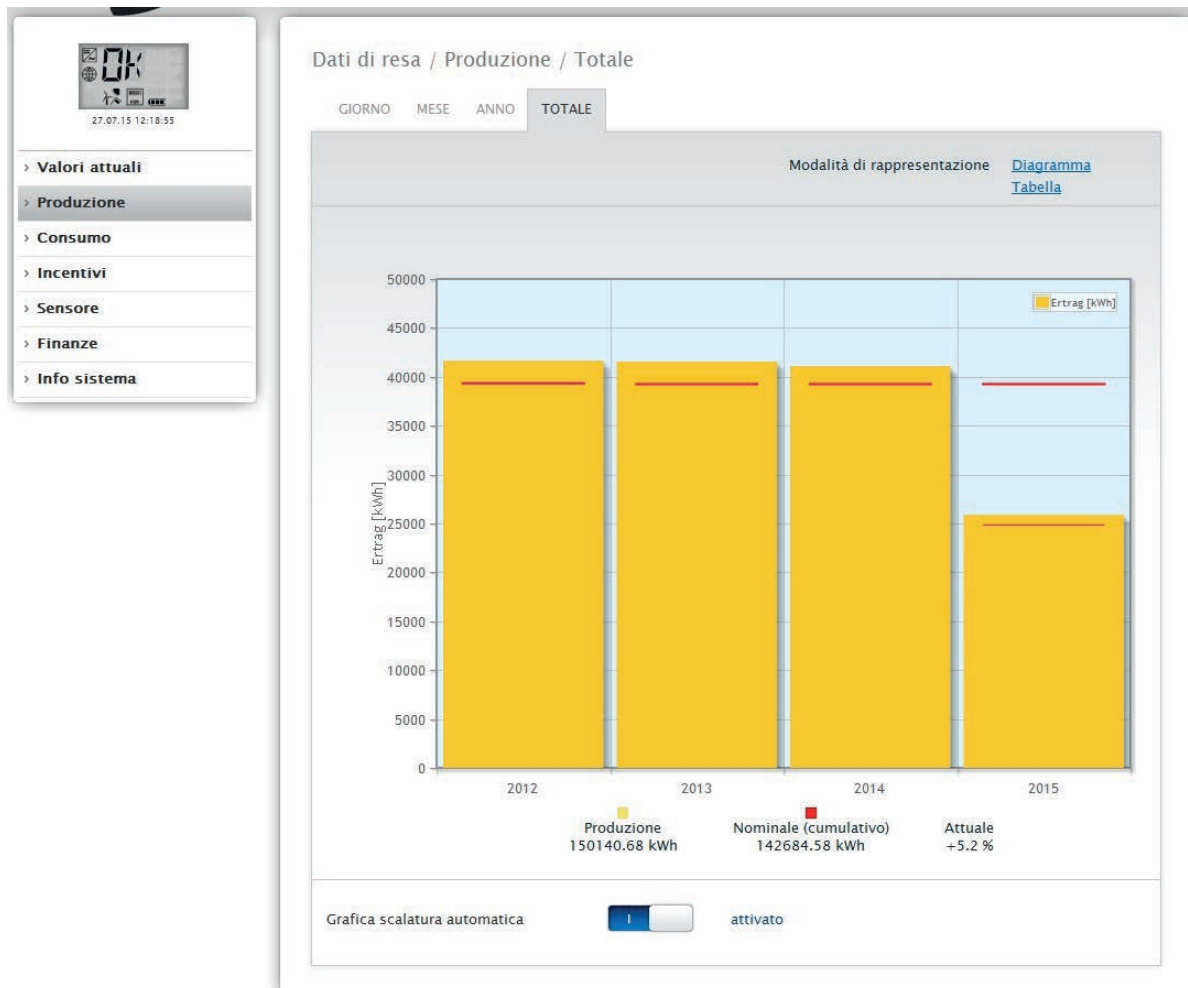 OK
27.07.15 12:18:55
Valori attuali
Produzione
Consumo
Incentivi
Sensore
Finanze
Info sistema
Dati di resa / Produzione / Totale
GIORNO MESE ANNO TOTALE
Modalità di rappresentazione Diagramma
Tabella
Ertrag [kWh]
50000
45000
40000
35000
30000
25000
20000
15000
10000
5000
0
Ertrag [kWh]
2012 2013 2014 2015
Produzione Nominale (cumulativo) Attuale
150140.68 kWh 142684.58 kWh +5.2 %
Grafica scalatura automatica I attivato